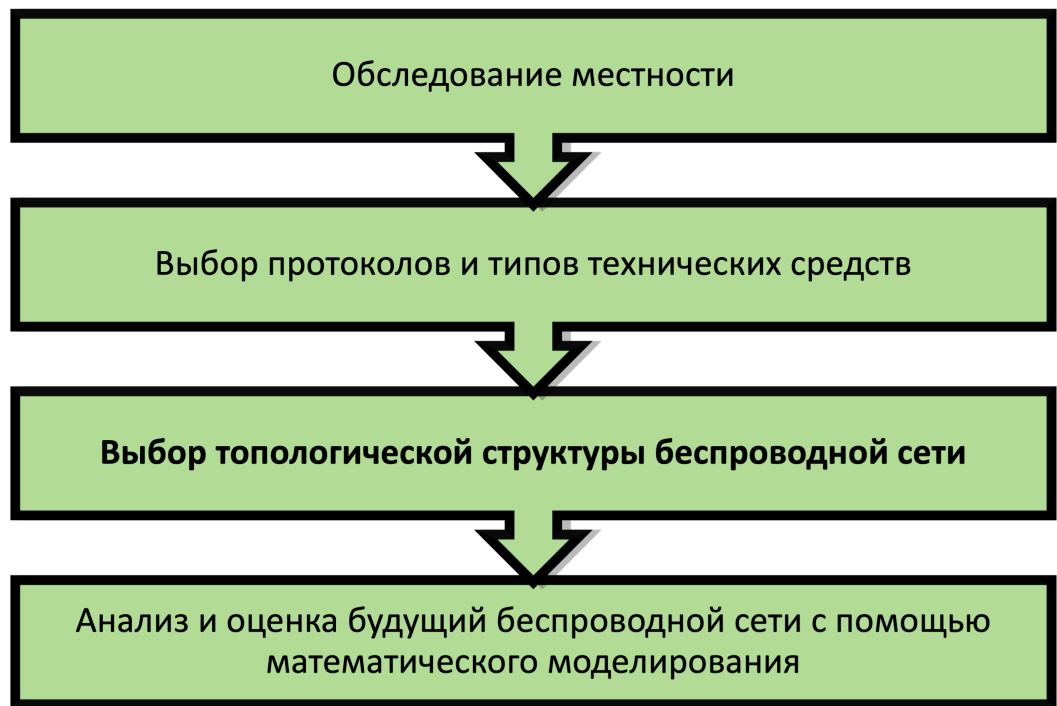 Обследование местности
Выбор протоколов и типов технических средств
Выбор топологической структуры беспроводной сети
Анализ и оценка будущий беспроводной сети с помощью
математического моделирования